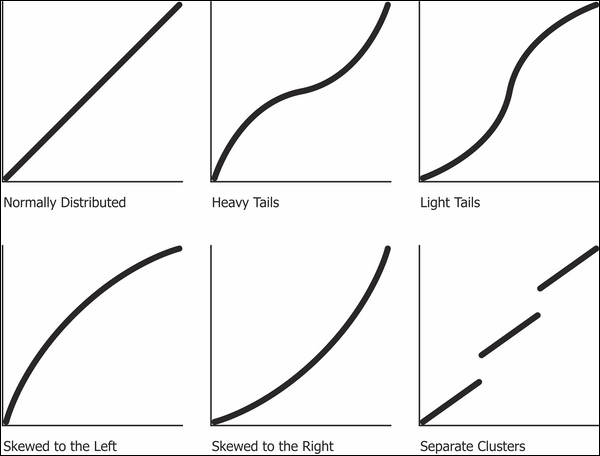 Normally Distributed
Heavy Tails
Light Tails
Skewed to the Left
Skewed to the Right
Separate Clusters